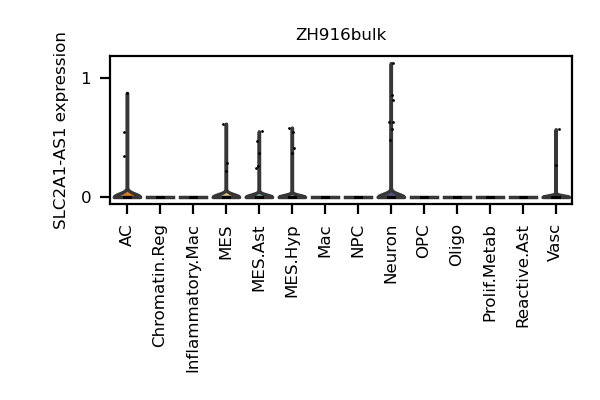 ZH916bulk
SLC2A1-AS1 expression
1
0
AC
Chromatin.Reg
Inflammatory.Mac
MES
MES.Ast
MES.Hyp
Mac
NPC
Neuron
OPC
Oligo
Prolif.Metab
Reactive.Ast
Vasc